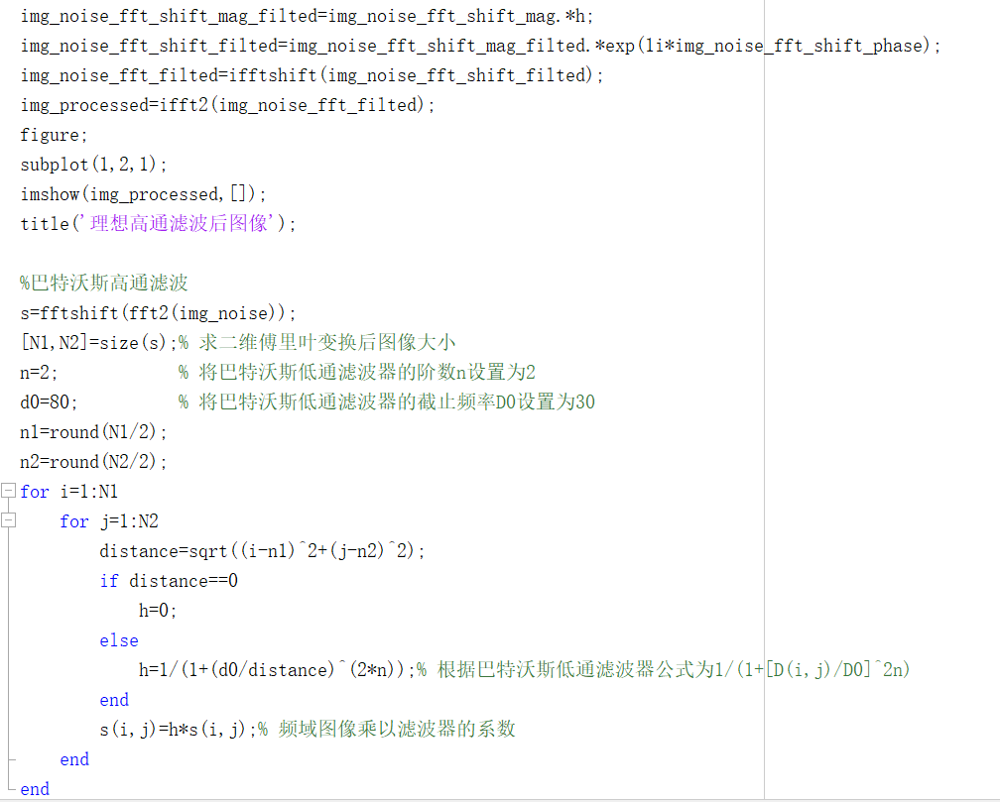 img_noise_fft_shift_mag_filted=img_noise_fft_shift_mag.*h;
img_noise_fft_shift_filted=img_noise_fft_shift_mag_filted.*exp(1i*img_noise_fft_shift_phase);
img_noise_fft_filted=ifftshift(img_noise_fft_shift_filted);
img_processed=ifft2(img_noise_fft_filted);
figure;
subplot(1,2,1);
imshow(img_processed,[]);
title('理想高通滤波后图像');
%巴特沃斯高通滤波
s=fftshift(fft2(img_noise));
[N1,N2]=size(s);% 求二维傅里叶变换后图像大小
n=2;            % 将巴特沃斯低通滤波器的阶数n设置为2
d0=80;          % 将巴特沃斯低通滤波器的截止频率D0设置为30
n1=round(N1/2);
n2=round(N2/2);
for i=1:N1
    for j=1:N2
        distance=sqrt((i-n1)^2+(j-n2)^2);
        if distance==0
            h=0;
        else
            h=1/(1+(d0/distance)^(2*n));% 根据巴特沃斯低通滤波器公式为1/(1+[D(i,j)/D0]^2n)
        end
        s(i,j)=h*s(i,j);% 频域图像乘以滤波器的系数
    end
end